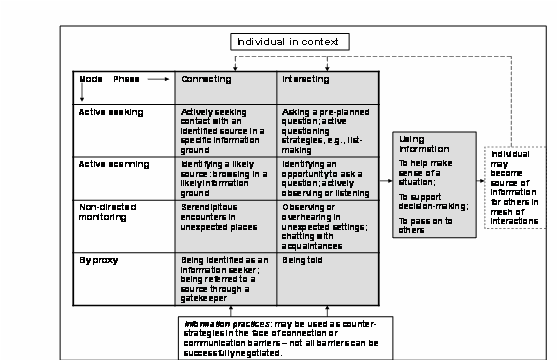 Individual in context
Mode Phase
Connecting
Interacting
Active seeking
Actively seeking
contact with an
identified source in a
specific information
ground
Asking a pre-planned
question; active
questioning
strategies, e.g., list-
making
Active scanning
Identifying a likely
source; browsing in a
likely information
ground
Identifying an
opportunity to ask a
question; actively
observing or listening
Non-directed
monitoring
Serendipitous
encounters in
unexpected places
Observing or
overhearing in
unexpected settings;
chatting with
acquaintances
By proxy
Being identified as an
information seeker;
being referred to a
source through a
gatekeeper
Being told
Using
information
To help make
sense of a
situation;
To support
decision-making;
To pass on to
others
Individual
may
become
source of
information
for others in
mesh of
interactions
Information practices: may be used as counter-
strategies in the face of connection or
communication barriers – not all barriers can be
successfully negotiated.